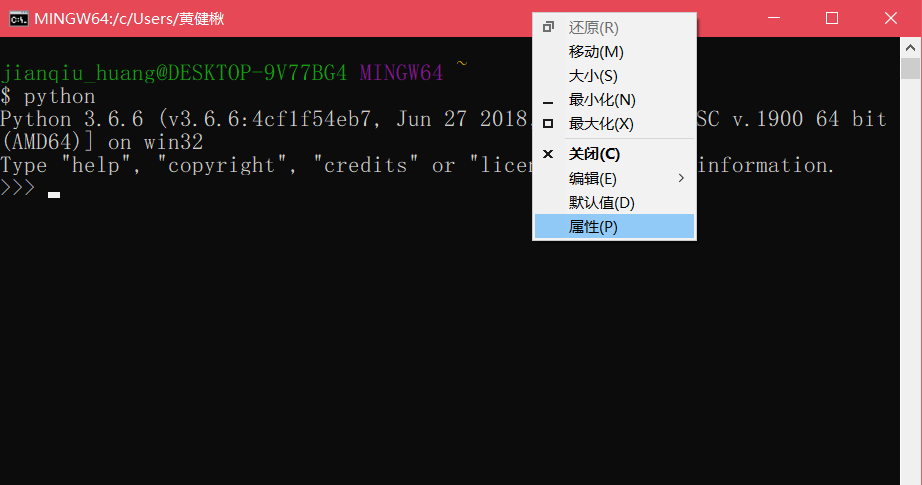 MINGW64:/c/Users/黄健楸
jianqiu_huang@DESKTOP-9V77BG4 MINGW64 ~
$ python
Python 3.6.6 (v3.6.6:4cf1f54eb7, Jun 27 2018, SC v.1900 64 bit
(AMD64)] on win32
Type "help", "copyright", "credits" or "licen information.
>>>
还原(R)
移动(M)
大小(S)
最小化(N)
最大化(X)
关闭(C)
编辑(E)
默认值(D)
属性(P)